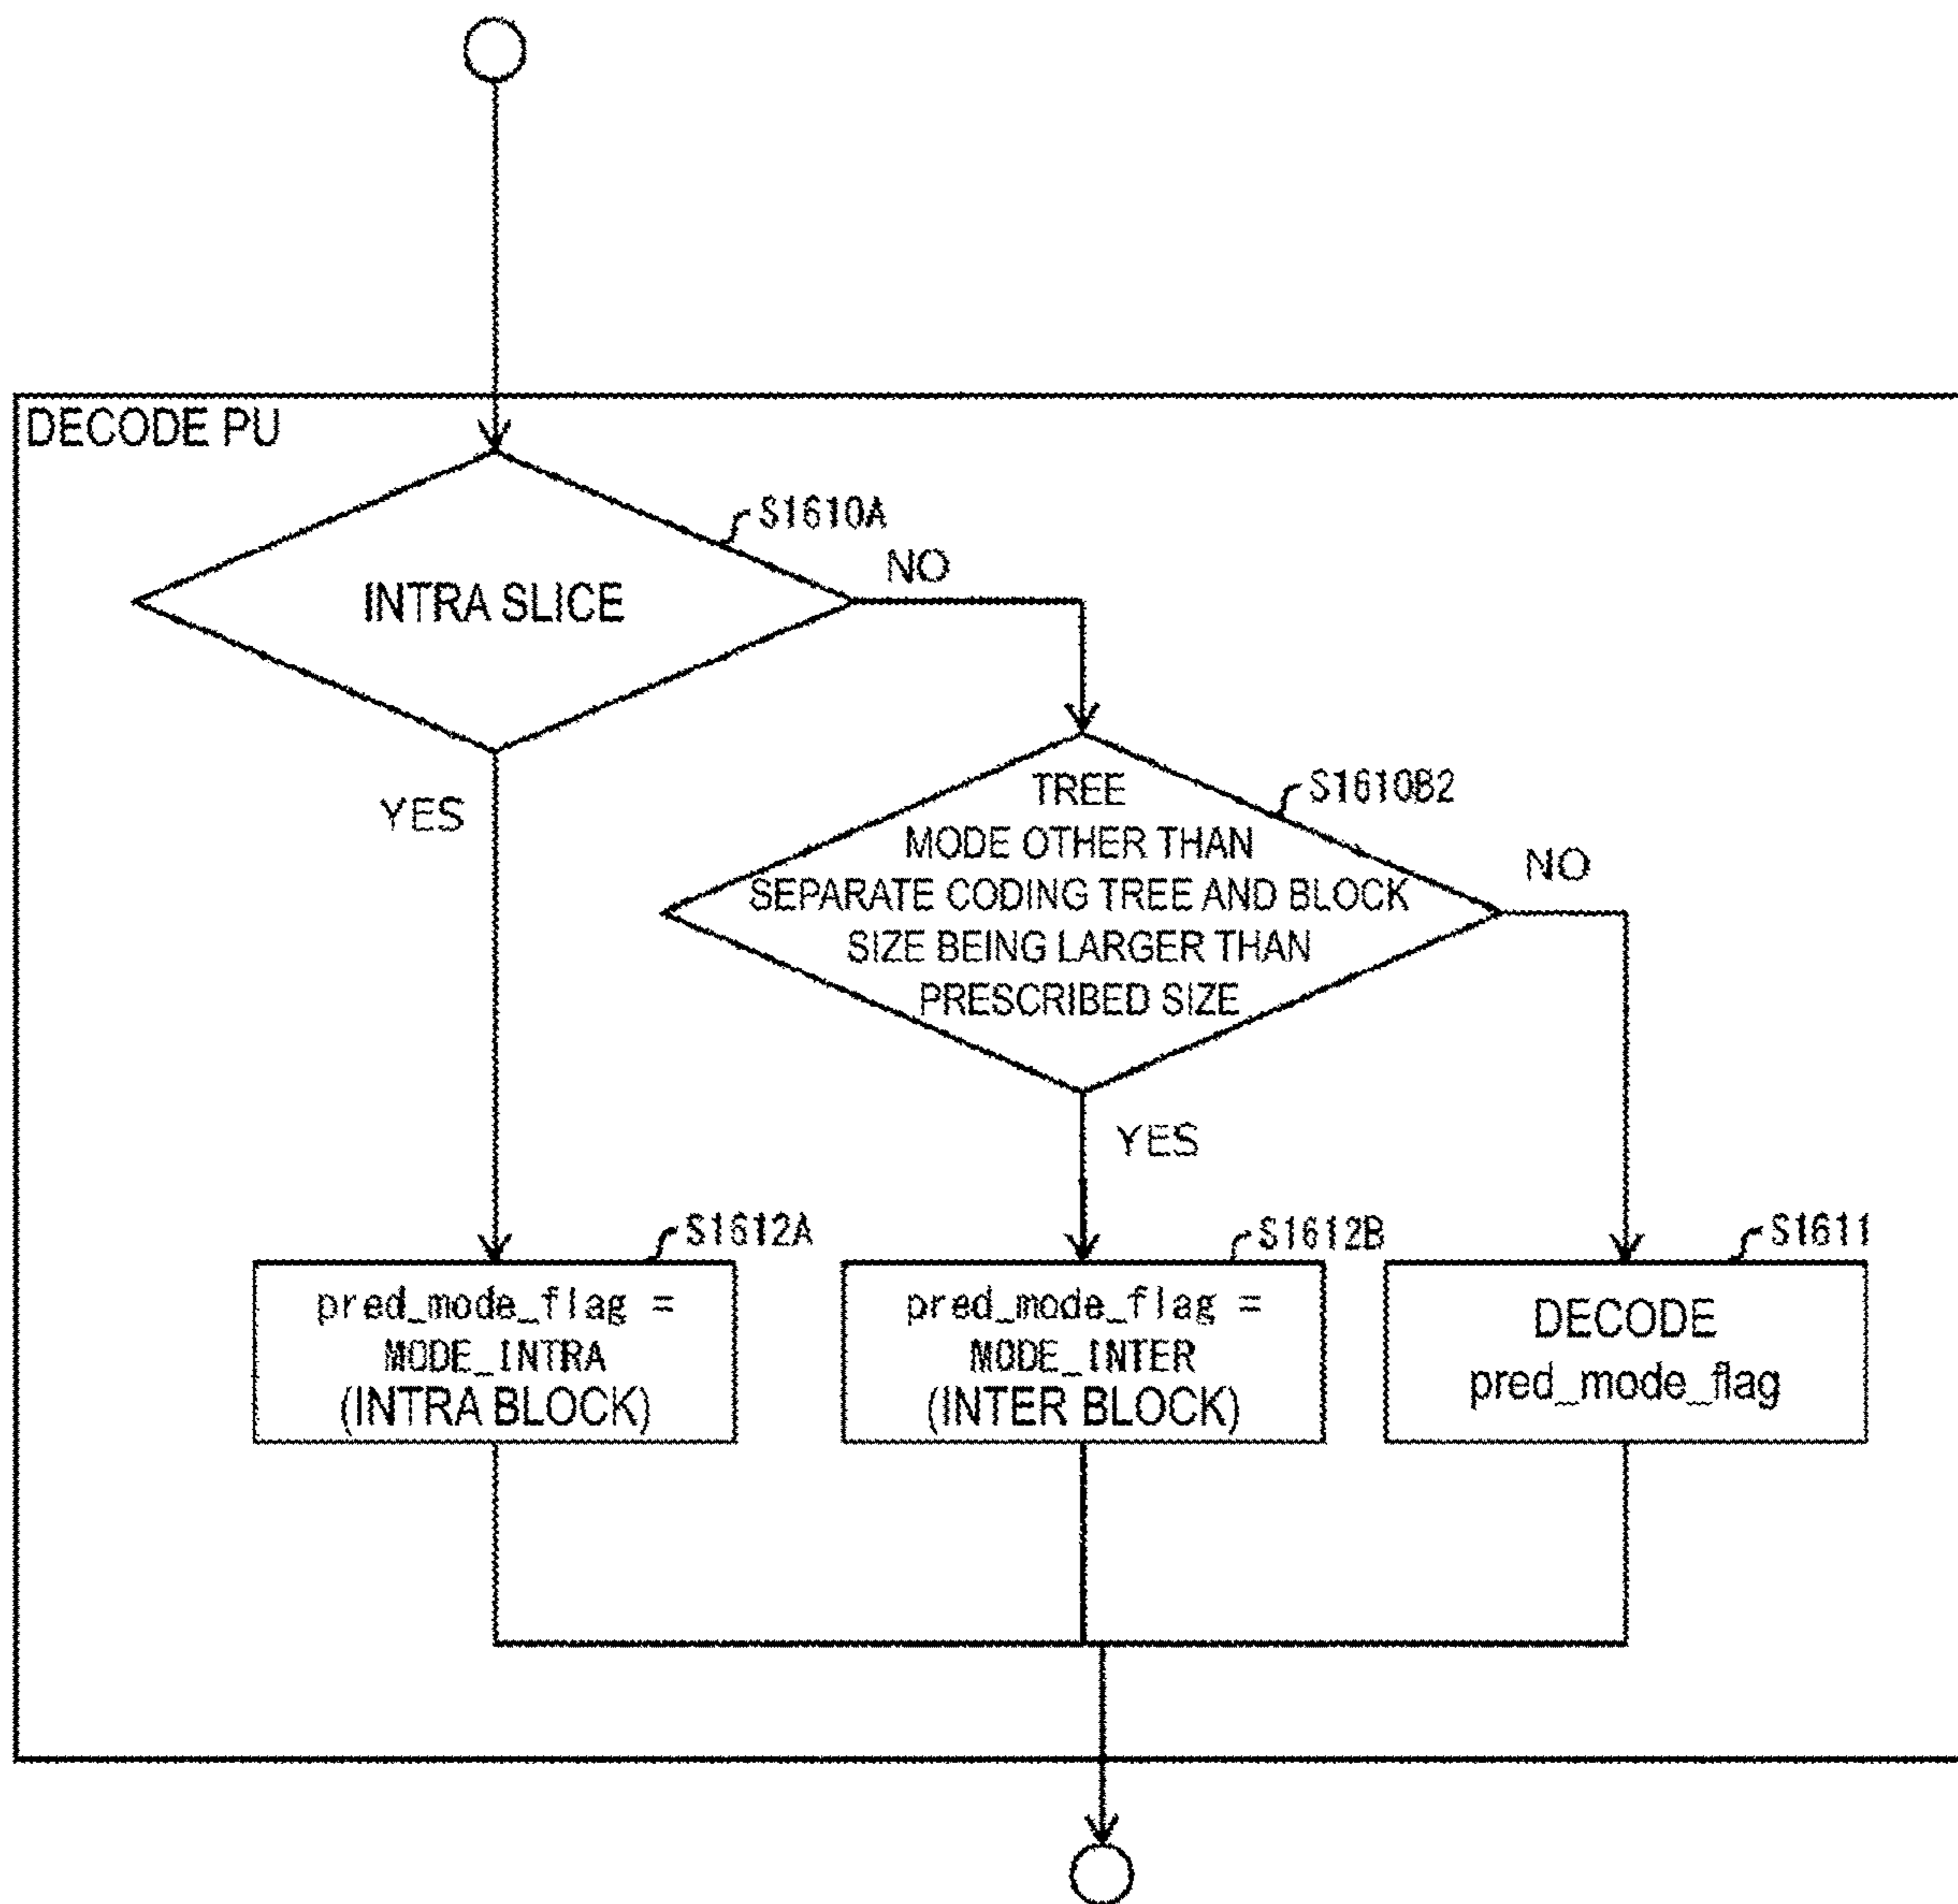 DECODE PU
S1610A
INTRA SLICE
NO
YES
S1610B2
TREE
MODE OTHER THAN
SEPARATE CODING TREE AND BLOCK
SIZE BEING LARGER THAN
PRESCRIBED SIZE
NO
YES
S1612A
pred_mode_flag =
MODE_INTRA
(INTRA BLOCK)
S1612B
pred_mode_flag =
MODE_INTER
(INTER BLOCK)
S1611
DECODE
pred_mode_flag